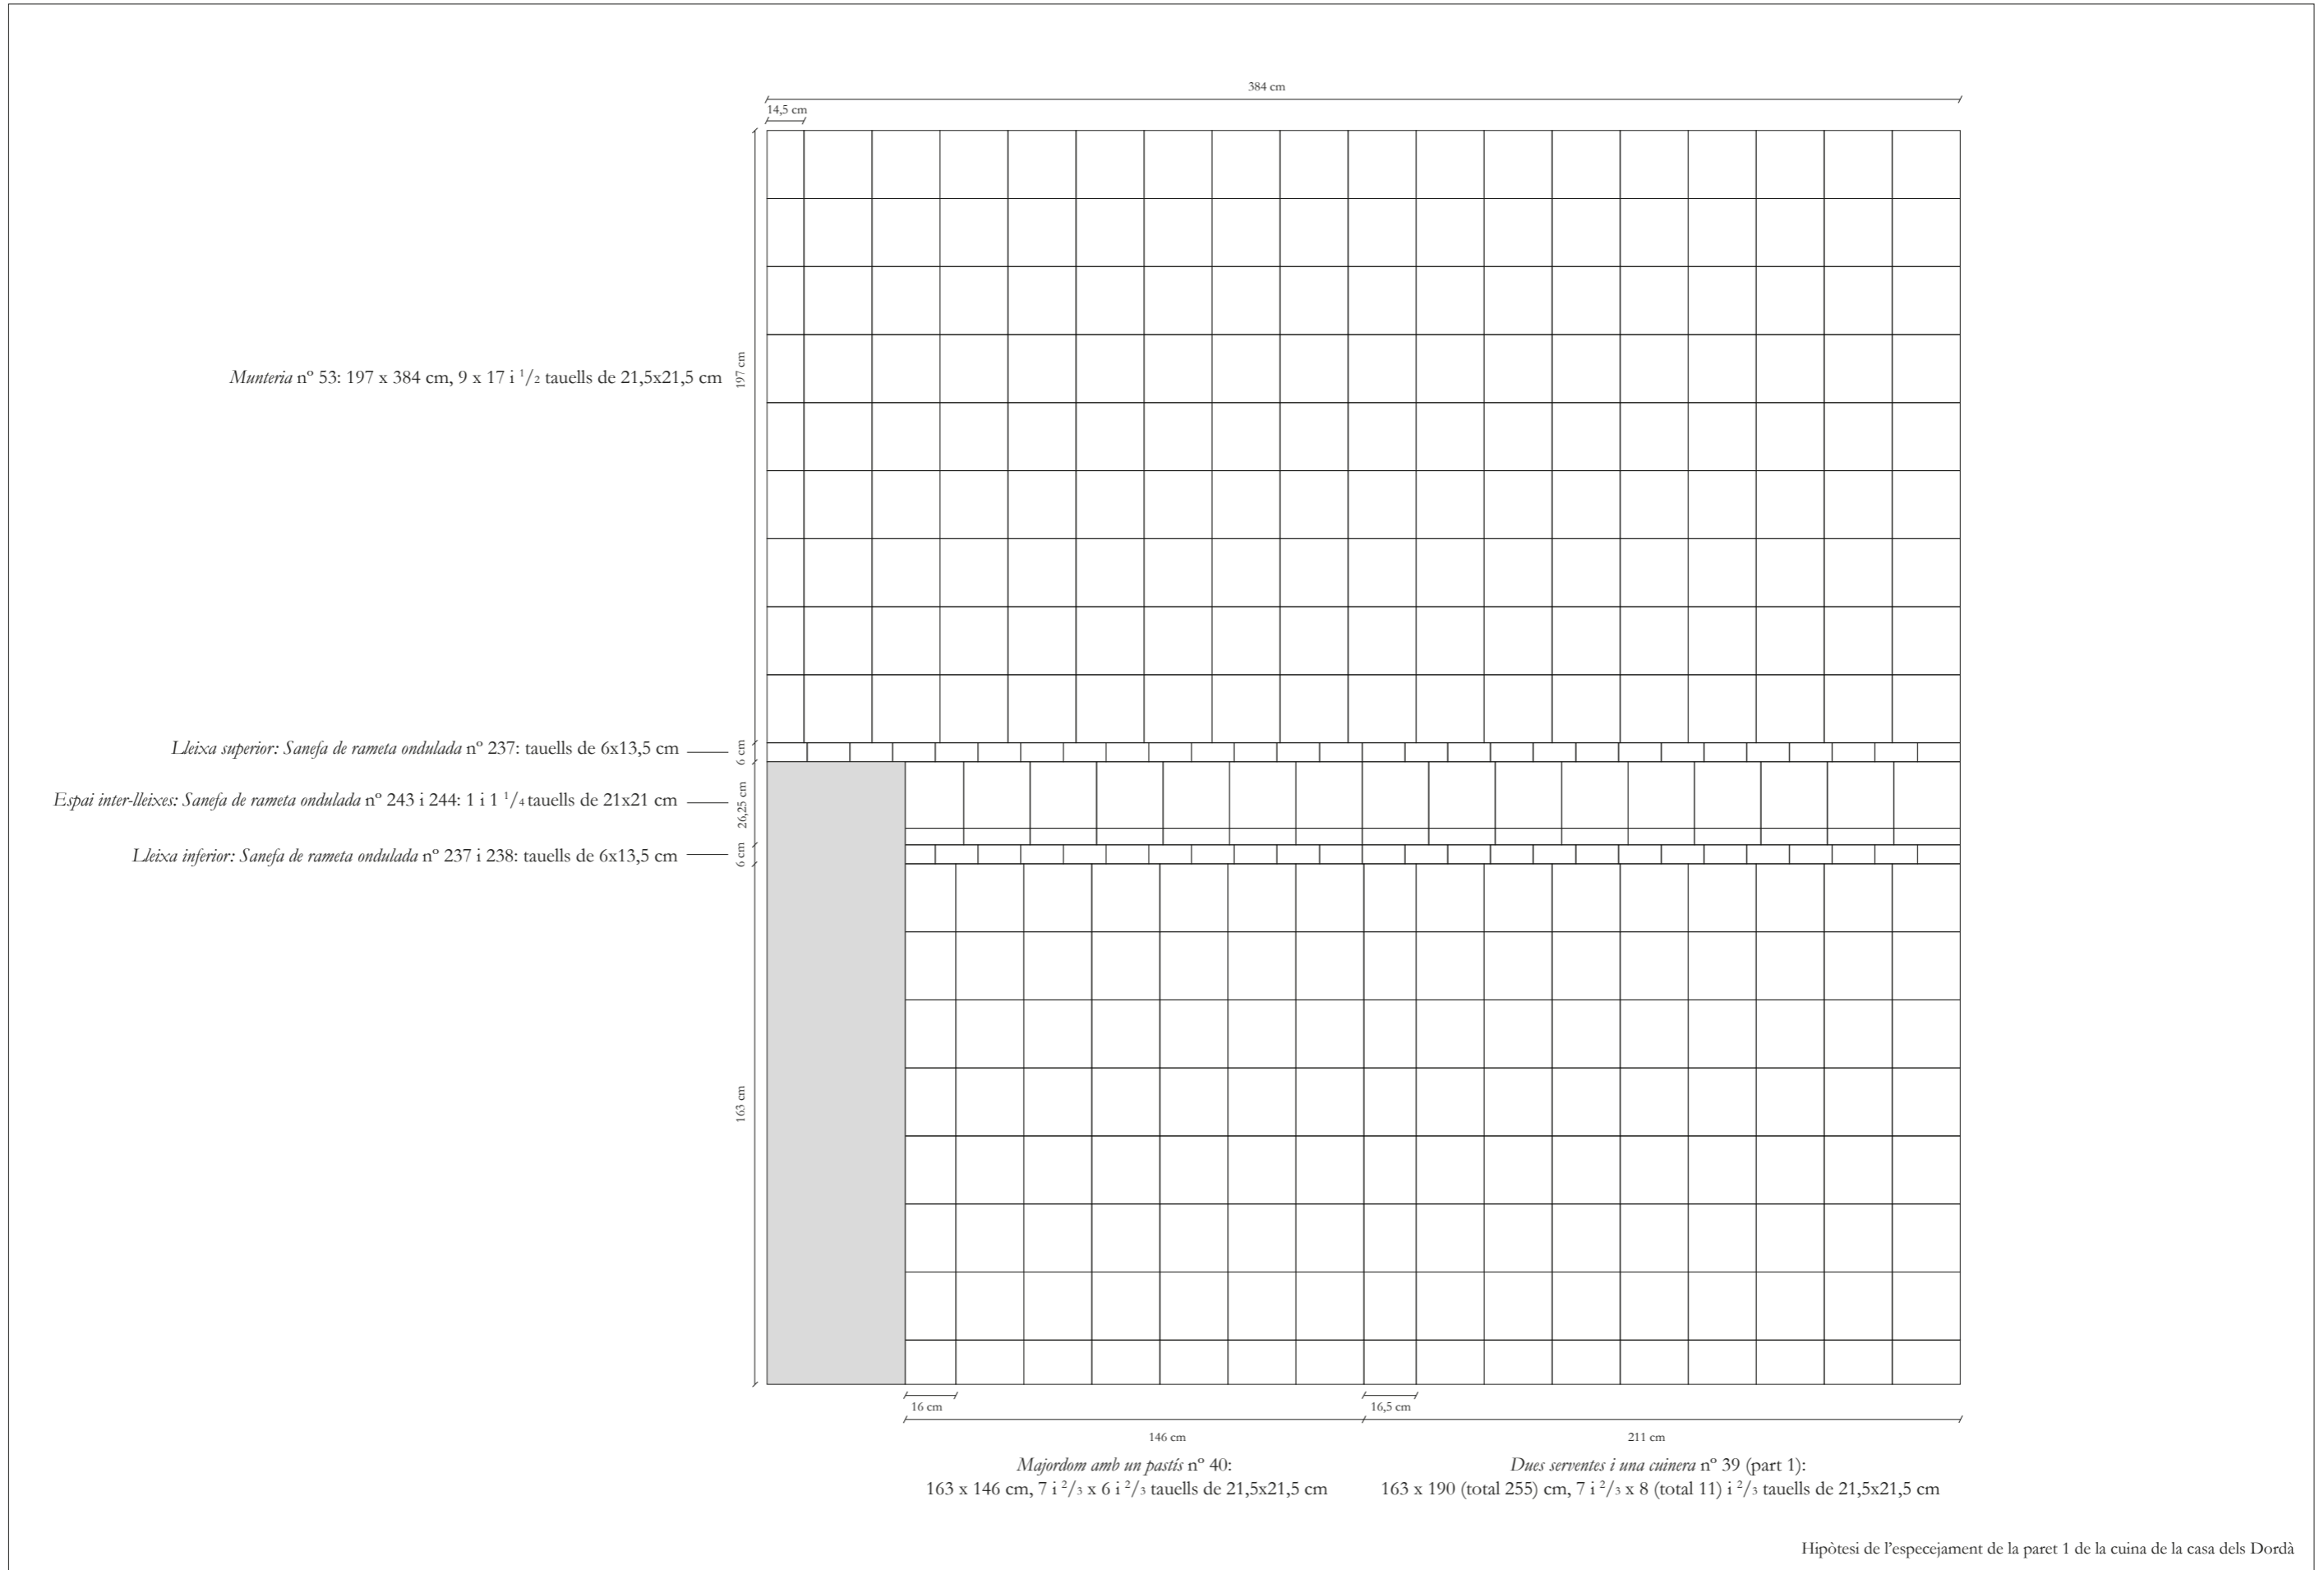 384 cm
14,5 cm
197 cm
Munteria nº 53: 197 x 384 cm, 9 x 17 i 1/2 tauells de 21,5x21,5 cm
Lleixa superior: Sanefa de rameta ondulada nº 237: tauells de 6x13,5 cm
6 cm
Espai inter-lleixes: Sanefa de rameta ondulada nº 243 i 244: 1 i 1 1/4 tauells de 21x21 cm
26,25 cm
Lleixa inferior: Sanefa de rameta ondulada nº 237 i 238: tauells de 6x13,5 cm
6 cm
163 cm
16 cm
16,5 cm
146 cm
211 cm
Majordom amb un pastís nº 40:
163 x 146 cm, 7 i 2/3 x 6 i 2/3 tauells de 21,5x21,5 cm
Dues serventes i una cuinera nº 39 (part 1):
163 x 190 (total 255) cm, 7 i 2/3 x 8 (total 11) i 2/3 tauells de 21,5x21,5 cm
Hipòtesi de l'especejament de la paret 1 de la cuina de la casa dels Dordà